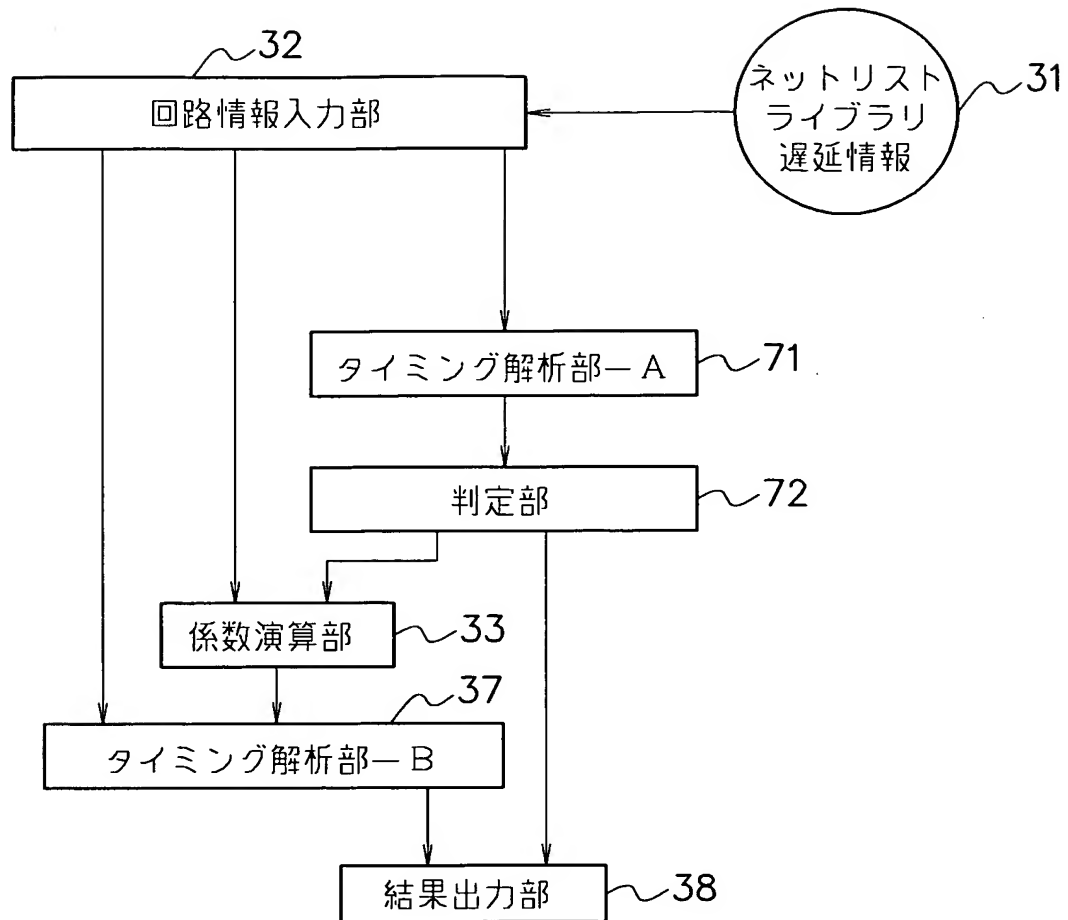 32
回路情報入力部
ネットリスト
ライブラリ
遅延情報
31
タイミング解析部−A
71
判定部
72
係数演算部
33
37
タイミング解析部−B
結果出力部
38